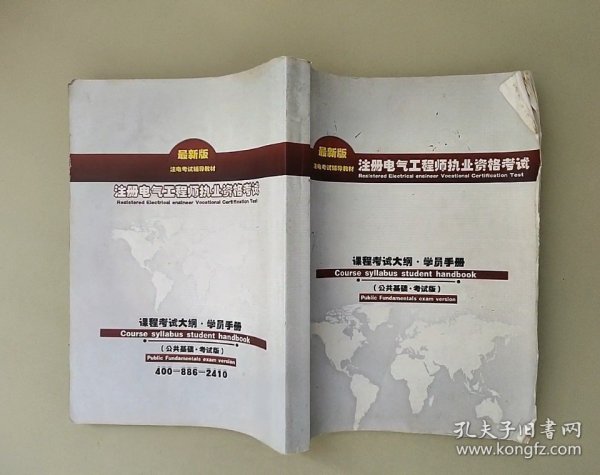 最新版
注电考试辅导教材
注册电气工程师执业资格考试
Reaistered Electrical enaineer Vocational Certification Test
课程考试大纲·学员手册
Course syllabus student handbook
(公共基础·考试版)
Public Fundamentals exam version
400—886—2410
最新版
注电考试辅导教材
注册电气工程师执业资格考试
Reaistered Electrical enaineer Vocational Certification Test
课程考试大纲·学员手册
Course syllabus student handbook
(公共基础·考试版)
Public Fundamentals exam version
孔夫子旧书网
www.kongfz.com